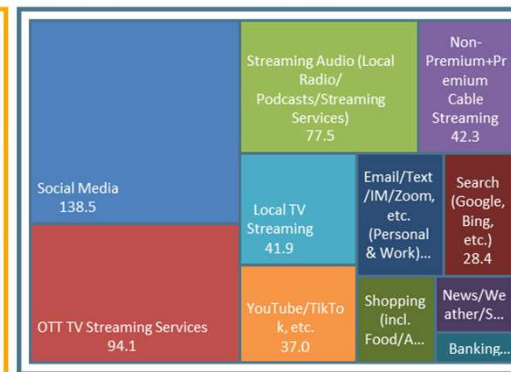 Social Media
138.5
OTT TV Streaming Services
94.1
Streaming Audio (Local
Radio/
Podcasts/Streaming
Services)
77.5
Non-
Premium+Pr
emium
Cable
Streaming
42.3
Local TV
Streaming
41.9
YouTube/TikTo
k, etc.
37.0
Email/Text
/IM/Zoom,
etc.
(Personal
& Work)...
Search
(Google,
Bing,
etc.)
28.4
Shopping
(incl.
Food/A...
News/We
ather/S...
Banking...